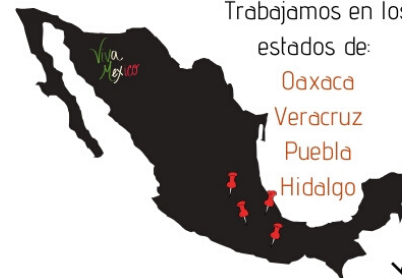 Trabajamos en los
estados de:
Oaxaca
Veracruz
Puebla
Hidalgo
Viva
Mexico